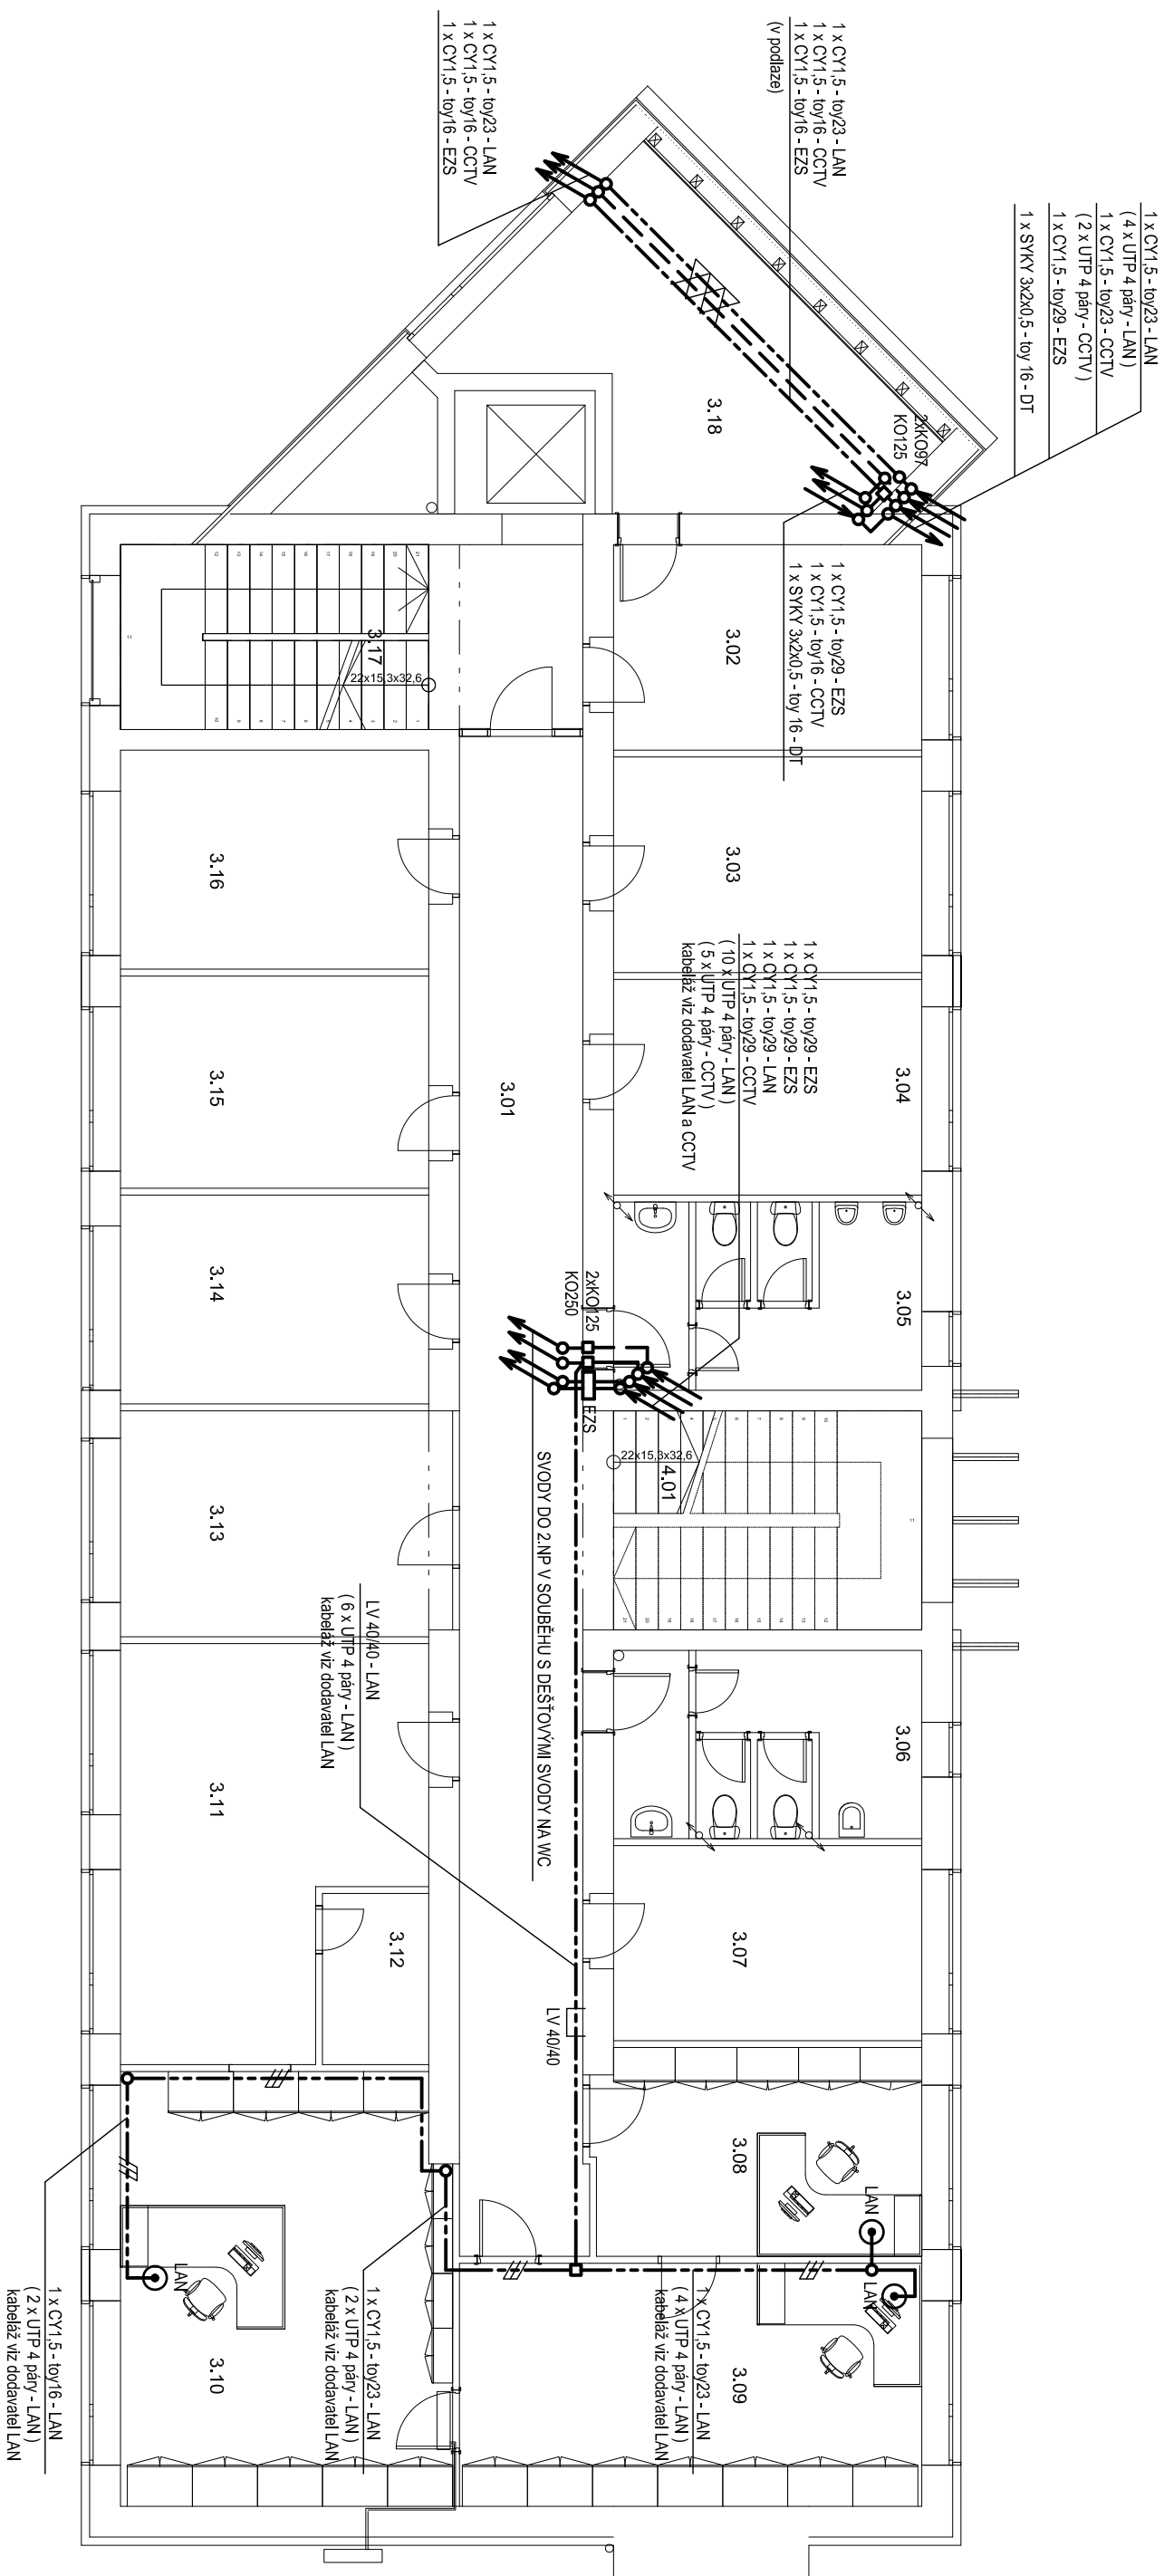 1 x CY1,5 - toy23 - LAN
( 4 x UTP 4 páry - LAN )
1 x CY1,5 - toy23 - CCTV
( 2 x UTP 4 páry - CCTV )
1 x CY1,5 - toy29 - EZS
1 x SYKY 3x2x0,5 - toy 16 - DT
1 x CY1,5 - toy23 - LAN
1 x CY1,5 - toy16 - CCTV
1 x CY1,5 - toy16 - EZS
(v podlaze)
1 x CY1,5 - toy23 - LAN
1 x CY1,5 - toy16 - CCTV
1 x CY1,5 - toy16 - EZS
2xKO97
KO125
3.18
1 x CY1,5 - toy29 - EZS
1 x CY1,5 - toy16 - CCTV
1 x SYKY 3x2x0,5 - toy 16 - DT
3.02
3.17
22x15,3x32,6
3.03
3.16
1 x CY1,5 - toy29 - EZS
1 x CY1,5 - toy29 - EZS
1 x CY1,5 - toy29 - LAN
1 x CY1,5 - toy29 - CCTV
( 10 x UTP 4 páry - LAN )
( 5 x UTP 4 páry - CCTV )
kabeláž viz dodavatel LAN a CCTV
3.04
3.01
3.15
3.05
3.14
2xKO125
KO250
EZS
22x15,3x32,6
4.01
SVODY DO 2.NP V SOUBĚHU S DEŠŤOVÝMI SVODY NA WC
3.13
LV 40/40 - LAN
( 6 x UTP 4 páry - LAN )
kabeláž viz dodavatel LAN
3.06
3.11
3.07
3.12
LV 40/40
3.08
LAN
LAN
3.09
1 x CY1,5 - toy23 - LAN
( 4 x UTP 4 páry - LAN )
kabeláž viz dodavatel LAN
LAN
3.10
1 x CY1,5 - toy23 - LAN
( 2 x UTP 4 páry - LAN )
kabeláž viz dodavatel LAN
1 x CY1,5 - toy16 - LAN
( 2 x UTP 4 páry - LAN )
kabeláž viz dodavatel LAN